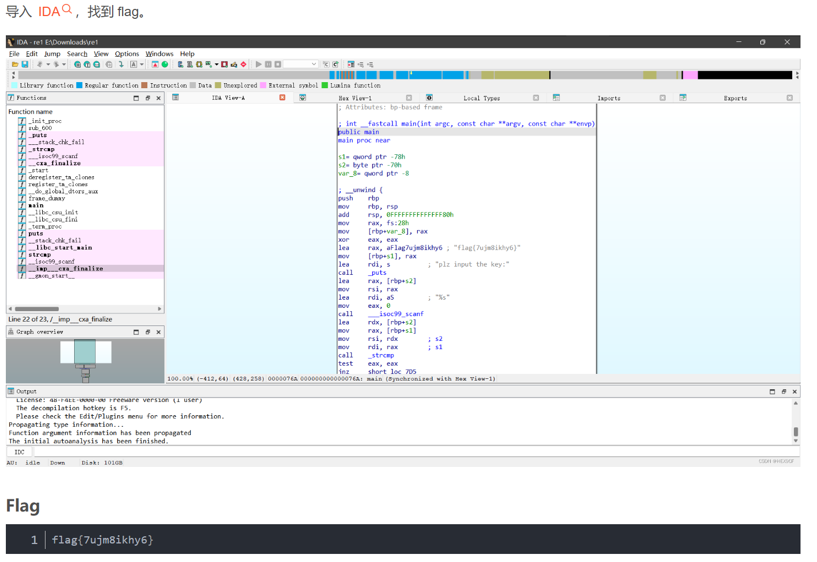 导入 IDA，找到 flag。
IDA - re1 E:\Downloads\re1
File Edit Jump Search View Options Windows Help
Library function Regular function Instruction Data Unexplored External symbol Lumina function
Functions
IDA View-A
Hex View-1
Local Types
Imports
Exports
Function name
_init_proc
sub_600
_puts
___stack_chk_fail
_strcmp
___isoc99_scanf
__cxa_finalize
_start
deregister_tm_clones
register_tm_clones
__do_global_dtors_aux
frame_dummy
main
__libc_csu_init
__libc_csu_fini
_term_proc
puts
__stack_chk_fail
__libc_start_main
strcmp
__isoc99_scanf
__imp___cxa_finalize
__gmon_start__
Line 22 of 23, /__imp___cxa_finalize
Graph overview
; Attributes: bp-based frame
; int __fastcall main(int argc, const char **argv, const char **envp)
public main
main proc near
s1= qword ptr -78h
s2= byte ptr -70h
var_8= qword ptr -8
; __unwind {
push rbp
mov rbp, rsp
add rsp, 0FFFFFFFFFFFFFF80h
mov rax, fs:28h
mov [rbp+var_8], rax
xor eax, eax
lea rax, aFlag7ujm8ikhy6 ; "flag{7ujm8ikhy6}"
mov [rbp+s1], rax
lea rdi, s ; "plz input the key:"
call _puts
lea rax, [rbp+s2]
mov rsi, rax
lea rdi, aS ; "%s"
mov eax, 0
call ___isoc99_scanf
lea rdx, [rbp+s2]
mov rax, [rbp+s1]
mov rsi, rdx ; s2
mov rdi, rax ; s1
call _strcmp
test eax, eax
jnz short loc_7D5
100.00% (-412,64) (428,258) 0000076A 000000000000076A: main (Synchronized with Hex View-1)
Output
The decompilation hotkey is F5.
Please check the Edit/Plugins menu for more information.
Propagating type information...
Function argument information has been propagated
The initial autoanalysis has been finished.
IDC
AU: idle Down Disk: 101GB
Flag
1 flag{7ujm8ikhy6}